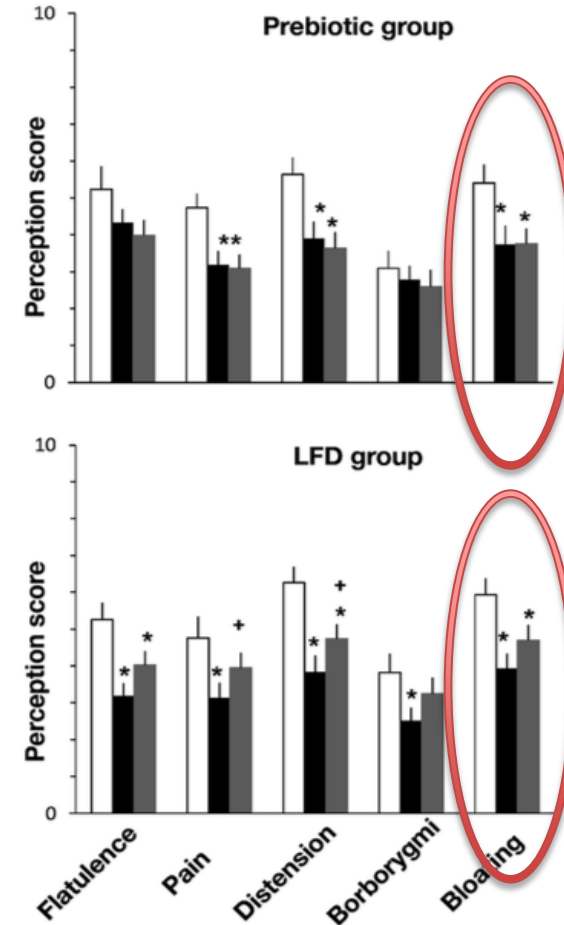 10
Prebiotic group
Perception score
* *
**
*
*
0
10
LFD group
Perception score
+
+
*
*
*
*
*
*
*
*
0
Flatulence
Pain
Distension
Borborygmi
Bloating